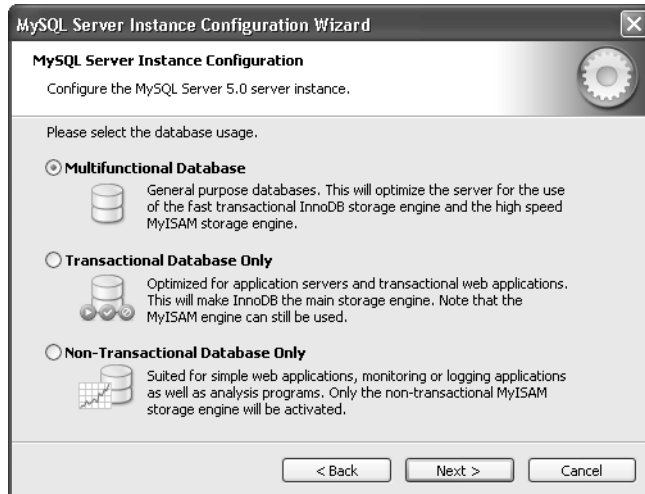 MySQL Server Instance Configuration Wizard
MySQL Server Instance Configuration
Configure the MySQL Server 5.0 server instance.
Please select the database usage.
Multifunctional Database
General purpose databases. This will optimize the server for the use
of the fast transactional InnoDB storage engine and the high speed
MyISAM storage engine.
Transactional Database Only
Optimized for application servers and transactional web applications.
This will make InnoDB the main storage engine. Note that the
MyISAM engine can still be used.
Non-Transactional Database Only
Suited for simple web applications, monitoring or logging applications
as well as analysis programs. Only the non-transactional MyISAM
storage engine will be activated.
< Back Next > Cancel